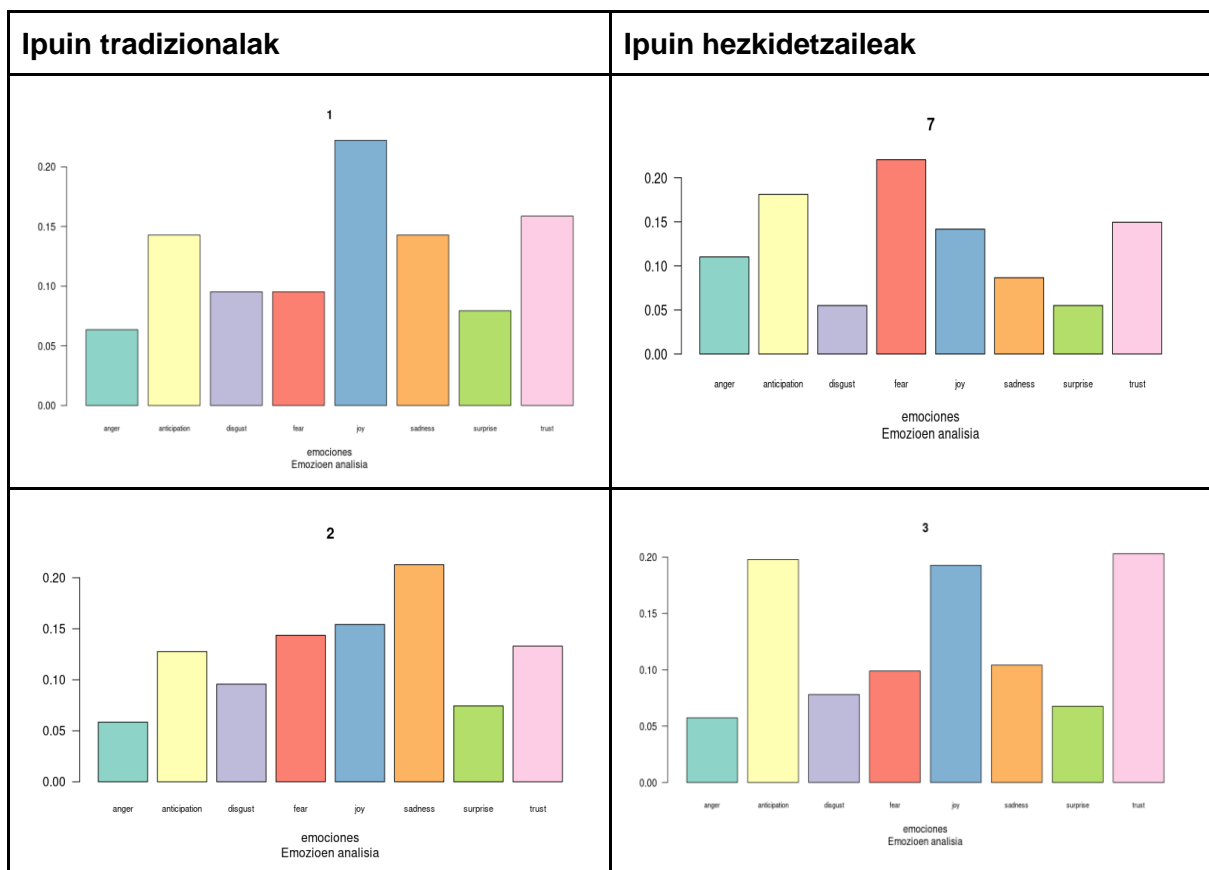 Ipuin tradizionalak
Ipuin hezkidetzaileak
1
0.20
0.15
0.10
0.05
0.00
anger anticipation disgust fear joy sadness surprise trust
emociones
Emozioen analisia
7
0.20
0.15
0.10
0.05
0.00
anger anticipation disgust fear joy sadness surprise trust
emociones
Emozioen analisia
2
0.20
0.15
0.10
0.05
0.00
anger anticipation disgust fear joy sadness surprise trust
emociones
Emozioen analisia
3
0.20
0.15
0.10
0.05
0.00
anger anticipation disgust fear joy sadness surprise trust
emociones
Emozioen analisia